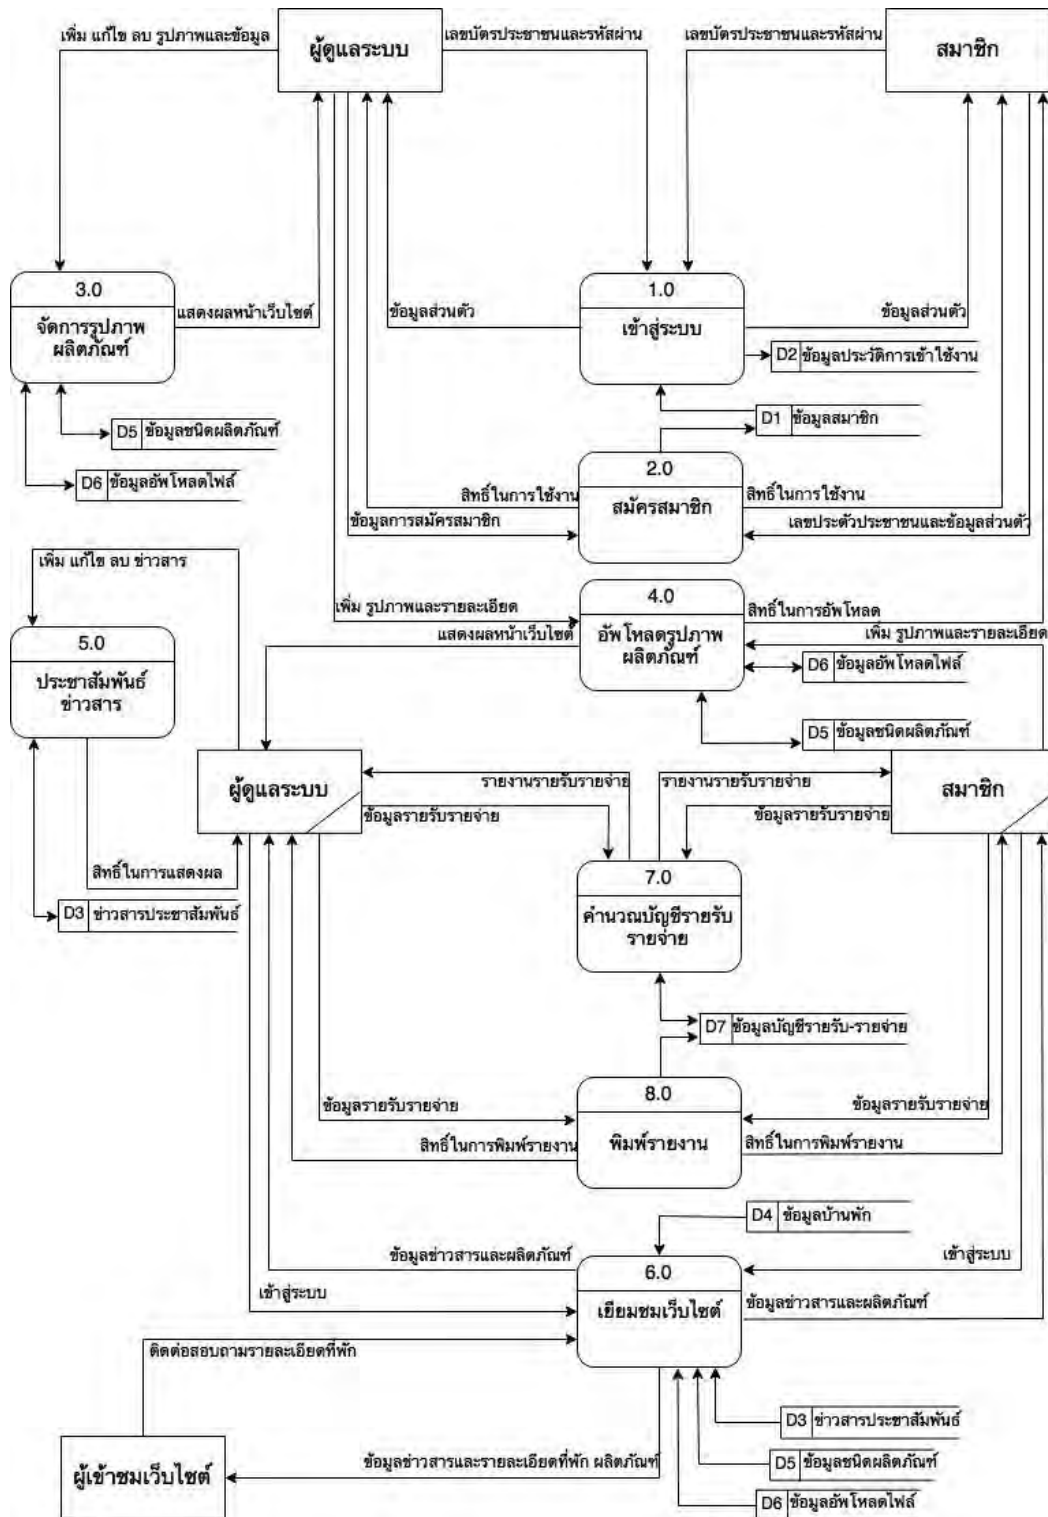 เพิ่ม แก้ไข ลบ รูปภาพและข้อมูล
ผู้ดูแลระบบ
เลขบัตรประชาชนและรหัสผ่าน
เลขบัตรประชาชนและรหัสผ่าน
สมาชิก
3.0
จัดการรูปภาพ
ผลิตภัณฑ์
แสดงผลหน้าเว็บไซต์
ข้อมูลส่วนตัว
1.0
เข้าสู่ระบบ
ข้อมูลส่วนตัว
D2 ข้อมูลประวัติการเข้าใช้งาน
D1 ข้อมูลสมาชิก
D5 ข้อมูลชนิดผลิตภัณฑ์
D6 ข้อมูลอัพโหลดไฟล์
2.0
สมัครสมาชิก
สิทธิ์ในการใช้งาน
สิทธิ์ในการใช้งาน
ข้อมูลการสมัครสมาชิก
เลขประตัวประชาชนและข้อมูลส่วนตัว
เพิ่ม แก้ไข ลบ ข่าวสาร
5.0
ประชาสัมพันธ์
ข่าวสาร
เพิ่ม รูปภาพและรายละเอียด
แสดงผลหน้าเว็บไซต์
4.0
อัพโหลดรูปภาพ
ผลิตภัณฑ์
สิทธิ์ในการอัพโหลด
เพิ่ม รูปภาพและรายละเอียด
D6 ข้อมูลอัพโหลดไฟล์
D5 ข้อมูลชนิดผลิตภัณฑ์
ผู้ดูแลระบบ
รายงานรายรับรายจ่าย
รายงานรายรับรายจ่าย
สมาชิก
ข้อมูลรายรับรายจ่าย
ข้อมูลรายรับรายจ่าย
สิทธิ์ในการแสดงผล
D3 ข่าวสารประชาสัมพันธ์
7.0
คำนวณบัญชีรายรับ
รายจ่าย
D7 ข้อมูลบัญชีรายรับ-รายจ่าย
ข้อมูลรายรับรายจ่าย
8.0
พิมพ์รายงาน
ข้อมูลรายรับรายจ่าย
สิทธิ์ในการพิมพ์รายงาน
สิทธิ์ในการพิมพ์รายงาน
D4 ข้อมูลบ้านพัก
ข้อมูลข่าวสารและผลิตภัณฑ์
เข้าสู่ระบบ
6.0
เยี่ยมชมเว็บไซต์
เข้าสู่ระบบ
ข้อมูลข่าวสารและผลิตภัณฑ์
ติดต่อสอบถามรายละเอียดที่พัก
D3 ข่าวสารประชาสัมพันธ์
ผู้เข้าชมเว็บไซต์
ข้อมูลข่าวสารและรายละเอียดที่พัก ผลิตภัณฑ์
D5 ข้อมูลชนิดผลิตภัณฑ์
D6 ข้อมูลอัพโหลดไฟล์